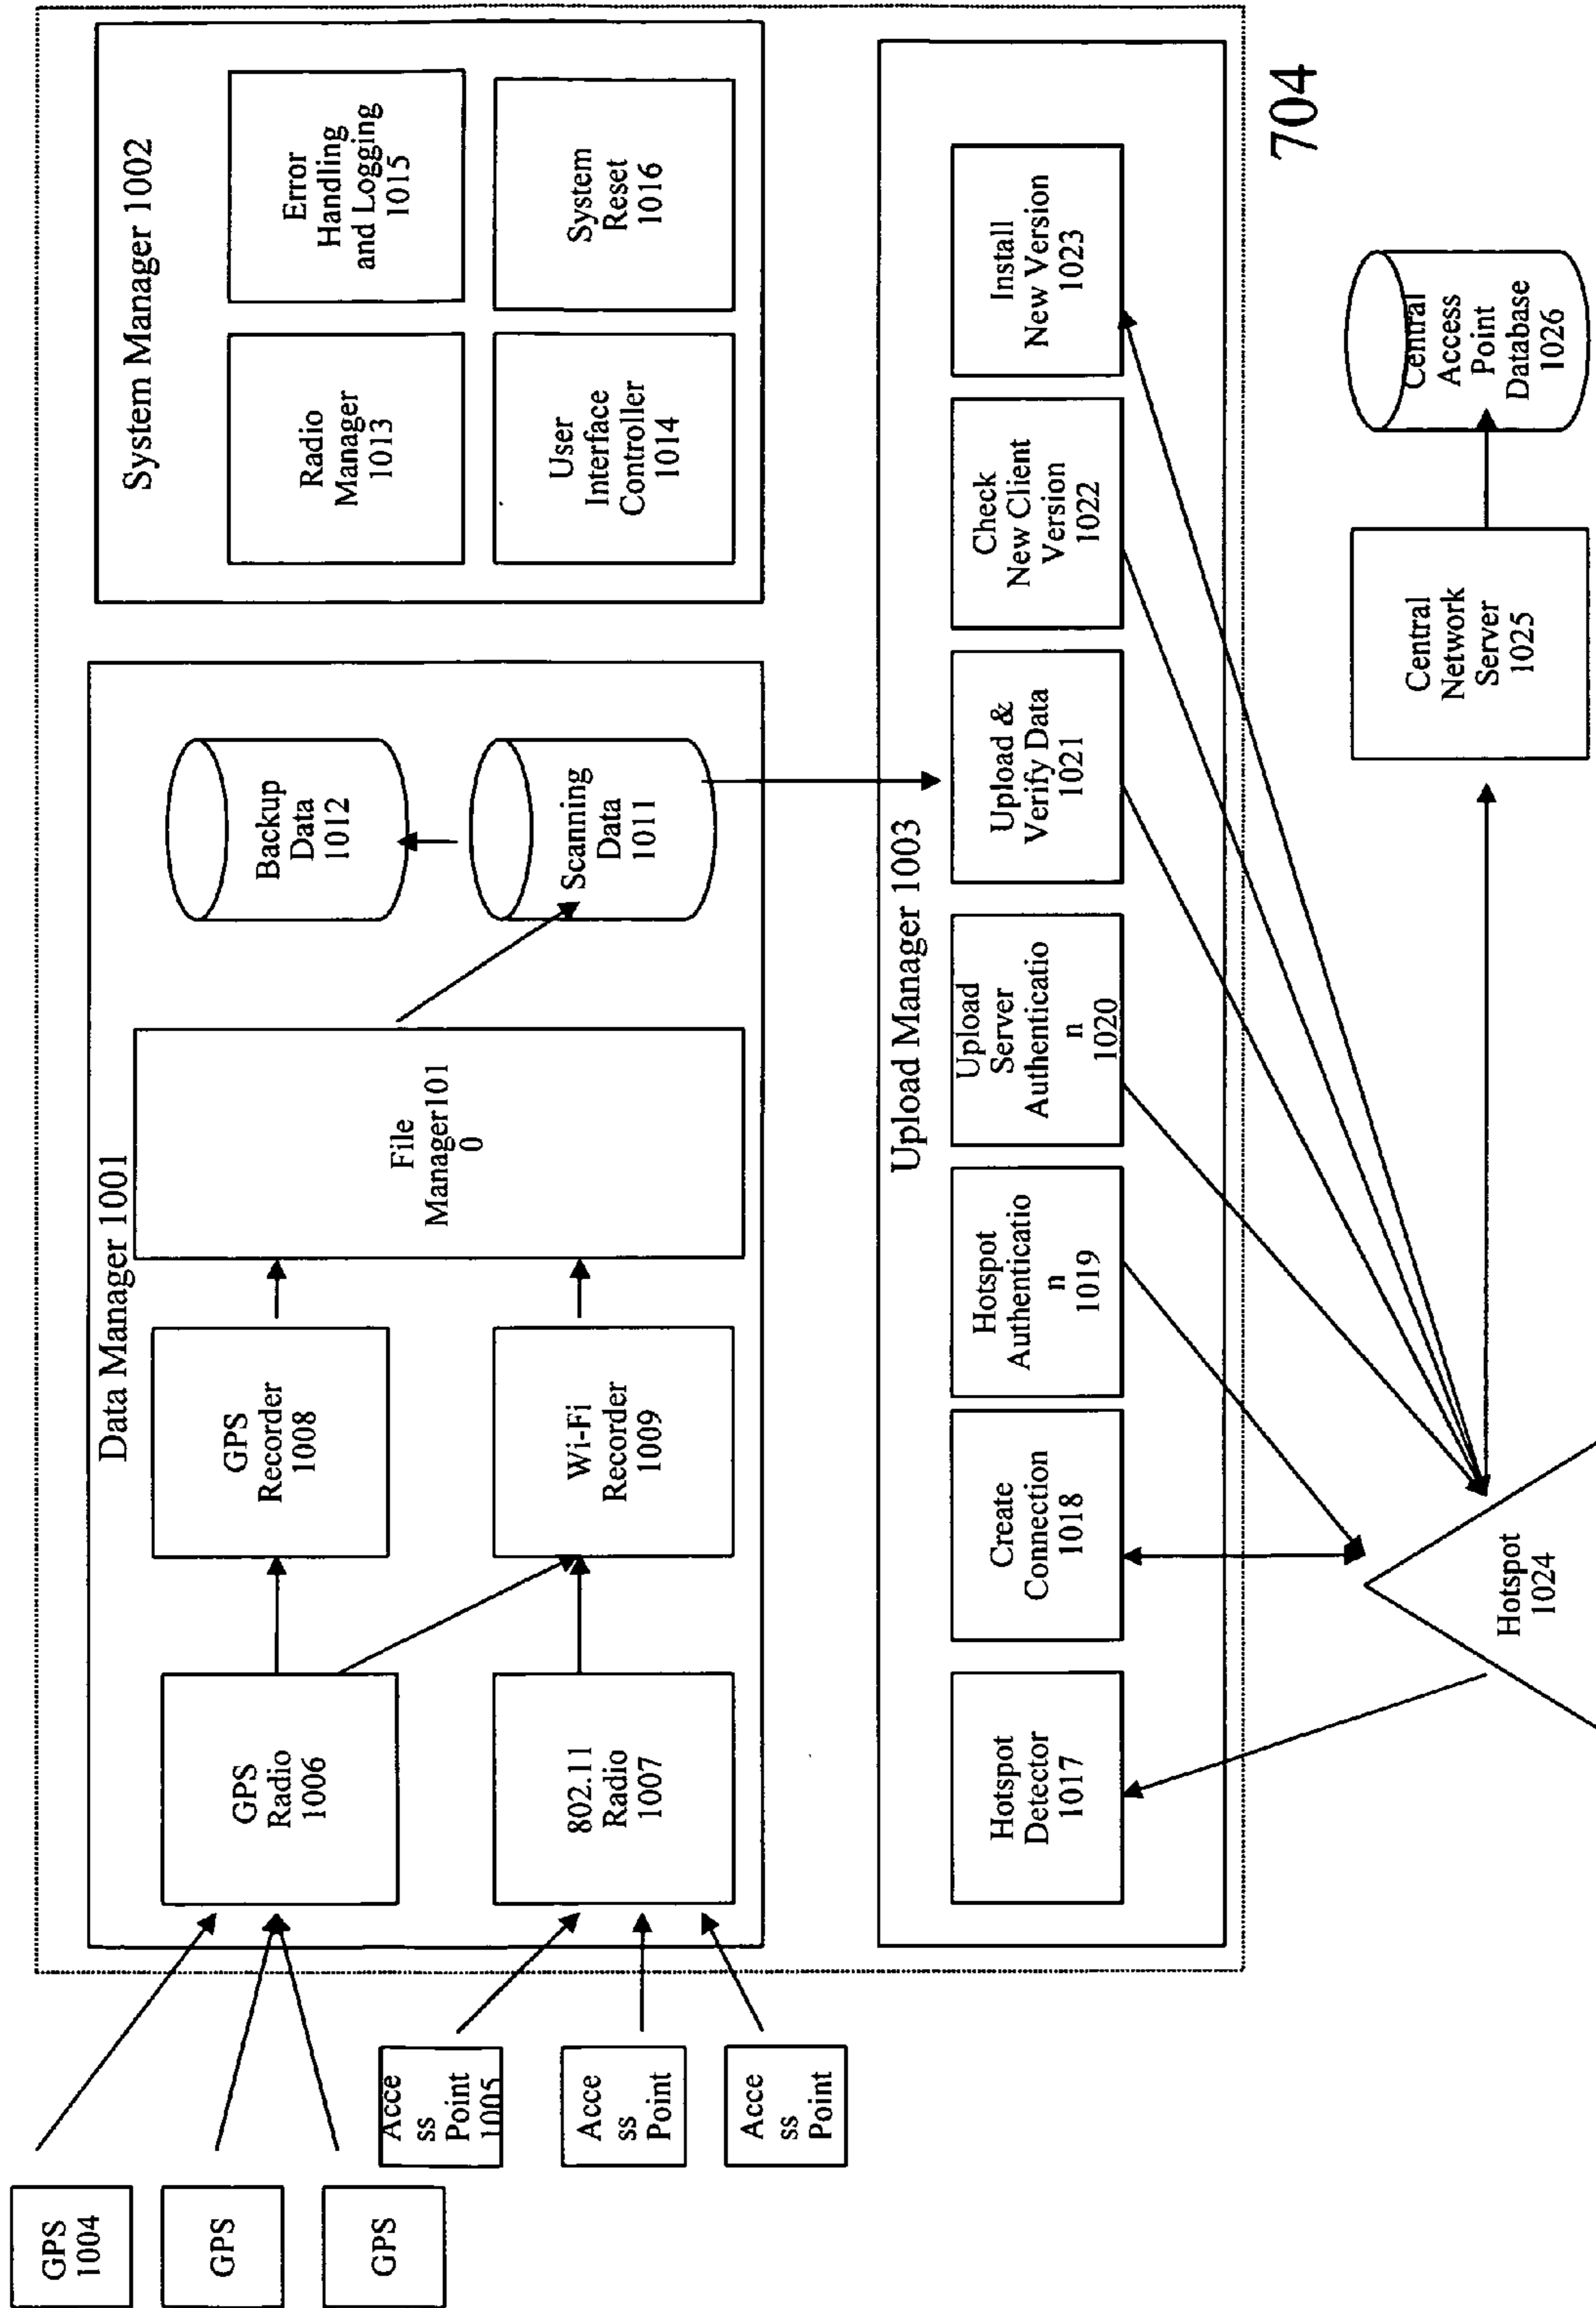 GPS
1004
GPS
GPS
Acce
ss
Point
1005
Acce
ss
Point
Acce
ss
Point
Data Manager 1001
GPS
Radio
1006
802.11
Radio
1007
GPS
Recorder
1008
Wi-Fi
Recorder
1009
File
Manager101
0
Backup
Data
1012
Scanning
Data
1011
System Manager 1002
Radio
Manager
1013
Error
Handling
and Logging
1015
User
Interface
Controller
1014
System
Reset
1016
Upload Manager 1003
Hotspot
Detector
1017
Create
Connection
1018
Hotspot
Authenticatio
n
1019
Upload
Server
Authenticatio
n
1020
Upload &
Verify Data
1021
Check
New Client
Version
1022
Install
New Version
1023
704
Hotspot
1024
Central
Network
Server
1025
Central
Access
Point
Database
1026